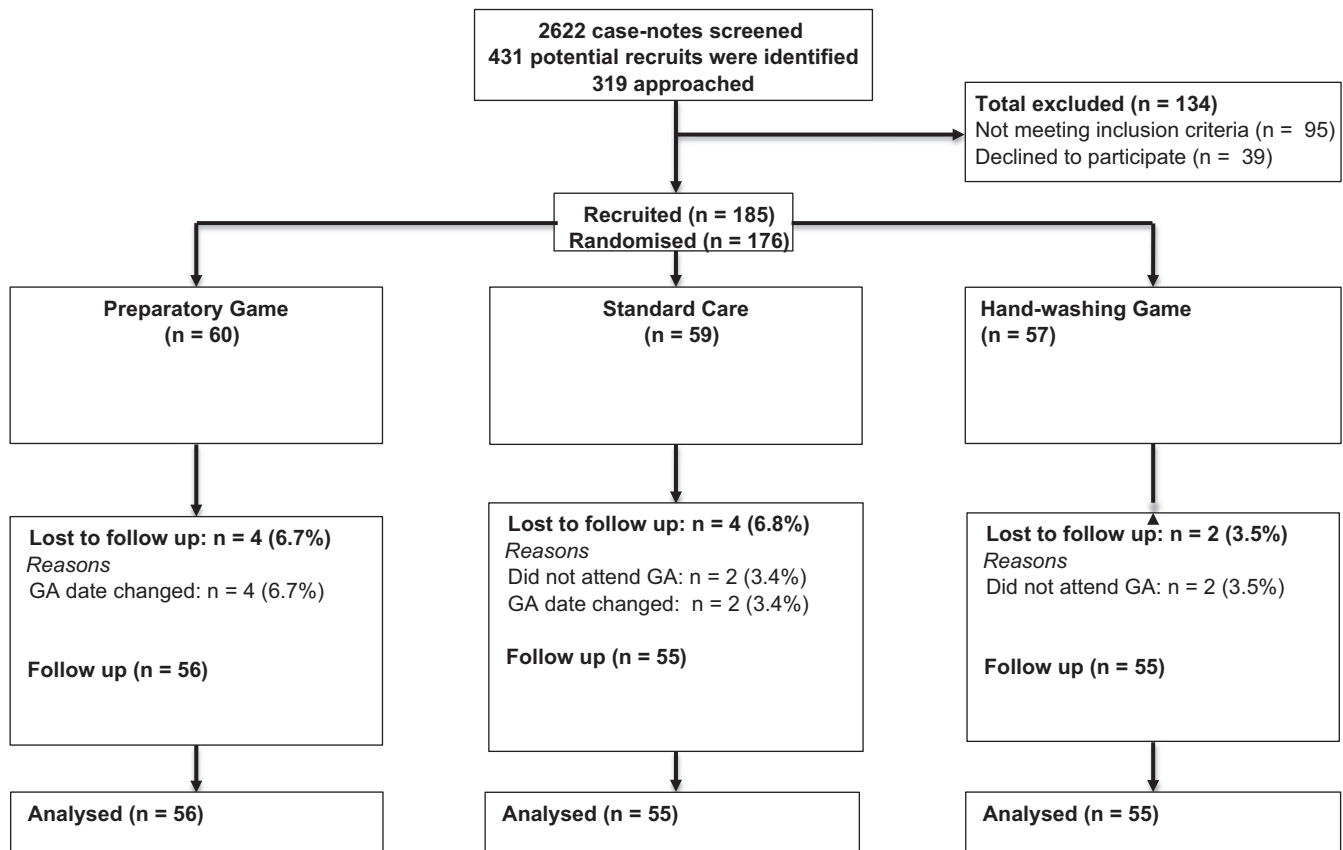 2622 case-notes screened
431 potential recruits were identified
319 approached
Total excluded (n = 134)
Not meeting inclusion criteria (n = 95)
Declined to participate (n = 39)
Recruited (n = 185)
Randomised (n = 176)
Preparatory Game
(n = 60)
Standard Care
(n = 59)
Hand-washing Game
(n = 57)
Lost to follow up: n = 4 (6.7%)
Reasons
GA date changed: n = 4 (6.7%)
Follow up (n = 56)
Lost to follow up: n = 4 (6.8%)
Reasons
Did not attend GA: n = 2 (3.4%)
GA date changed: n = 2 (3.4%)
Follow up (n = 55)
Lost to follow up: n = 2 (3.5%)
Reasons
Did not attend GA: n = 2 (3.5%)
Follow up (n = 55)
Analysed (n = 56)
Analysed (n = 55)
Analysed (n = 55)